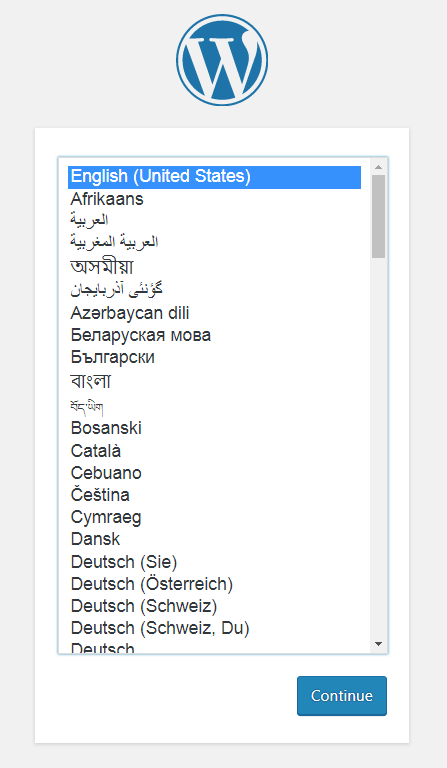 English (United States)
Afrikaans
العربية
العربية المغربية
অসমীয়া
گؤنئی آذربایجان
Azərbaycan dili
Беларуская мова
Български
বাংলা
བོད་ཡིག
Bosanski
Català
Cebuano
Čeština
Cymraeg
Dansk
Deutsch (Sie)
Deutsch (Österreich)
Deutsch (Schweiz)
Deutsch (Schweiz, Du)
Deutsch
Continue